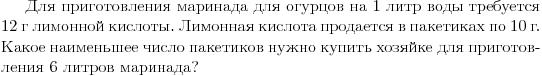 Для приготовления маринада для огурцов на 1 литр воды требуется
12 г лимонной кислоты. Лимонная кислота продается в пакетиках по 10 г.
Какое наименьшее число пакетиков нужно купить хозяйке для приготов-
ления 6 литров маринада?